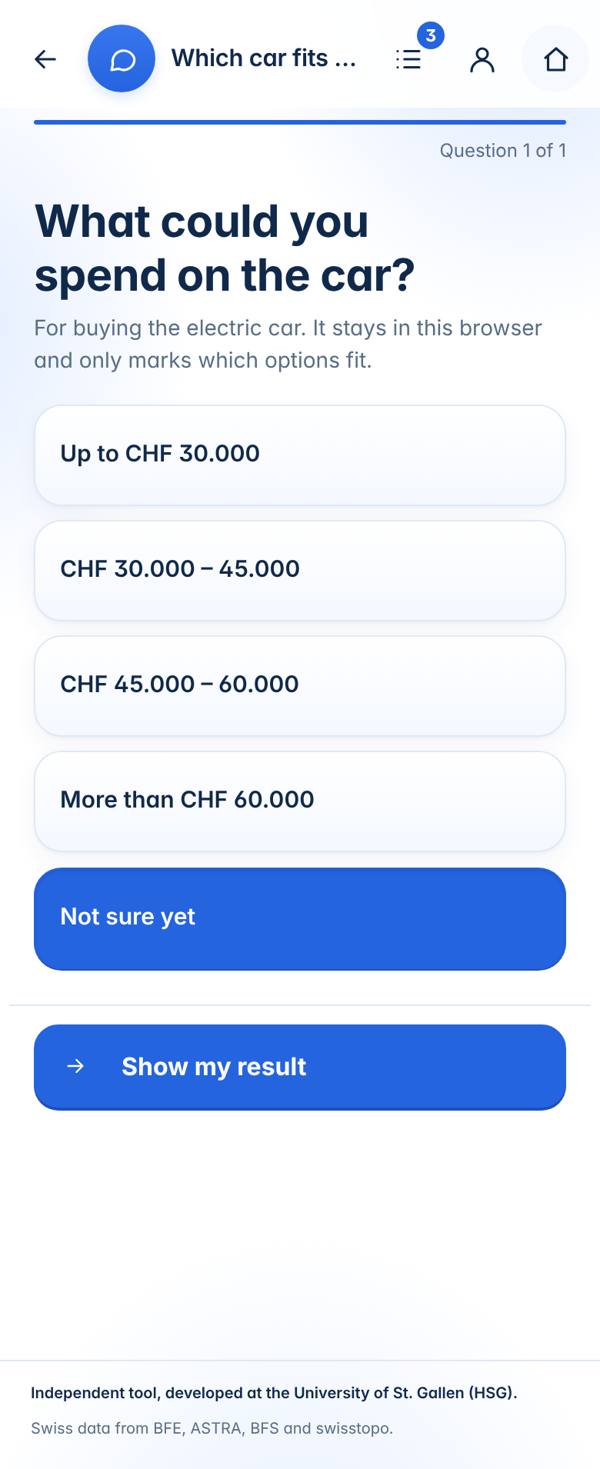 Which car fits ...
3
Question 1 of 1
What could you
spend on the car?
For buying the electric car. It stays in this browser
and only marks which options fit.
Up to CHF 30.000
CHF 30.000 – 45.000
CHF 45.000 – 60.000
More than CHF 60.000
Not sure yet
Show my result
Independent tool, developed at the University of St. Gallen (HSG).
Swiss data from BFE, ASTRA, BFS and swisstopo.